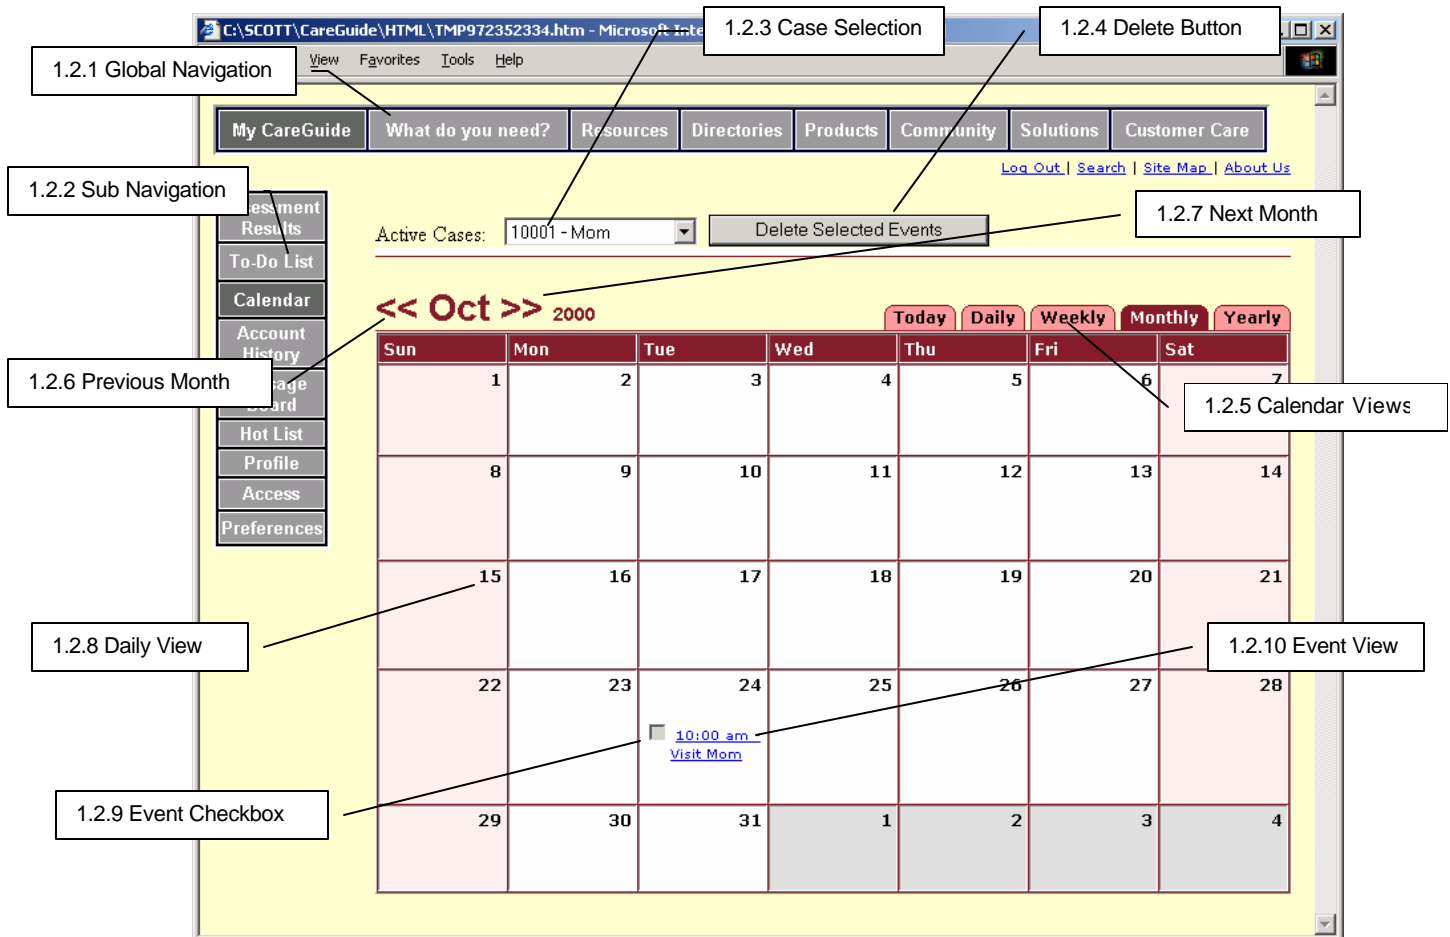 C:\SCOTT\CareGuide\HTML\TMP972352334.htm - Microsoft Inte
1.2.3 Case Selection
1.2.4 Delete Button
1.2.1 Global Navigation
View Favorites Tools Help
My CareGuide What do you need? Resources Directories Products Community Solutions Customer Care
Log Out | Search | Site Map | About Us
1.2.2 Sub Navigation
1.2.7 Next Month
Results
To-Do List
Calendar
Account
History
Board
Hot List
Profile
Access
Preferences
Active Cases: 10001 - Mom Delete Selected Events
<< Oct >> 2000
Today Daily Weekly Monthly Yearly
1.2.6 Previous Month
1.2.5 Calendar Views
Sun Mon Tue Wed Thu Fri Sat
1 2 3 4 5 6 7
8 9 10 11 12 13 14
15 16 17 18 19 20 21
1.2.8 Daily View
1.2.10 Event View
22 23 24 25 26 27 28
10:00 am -
Visit Mom
1.2.9 Event Checkbox
29 30 31 1 2 3 4